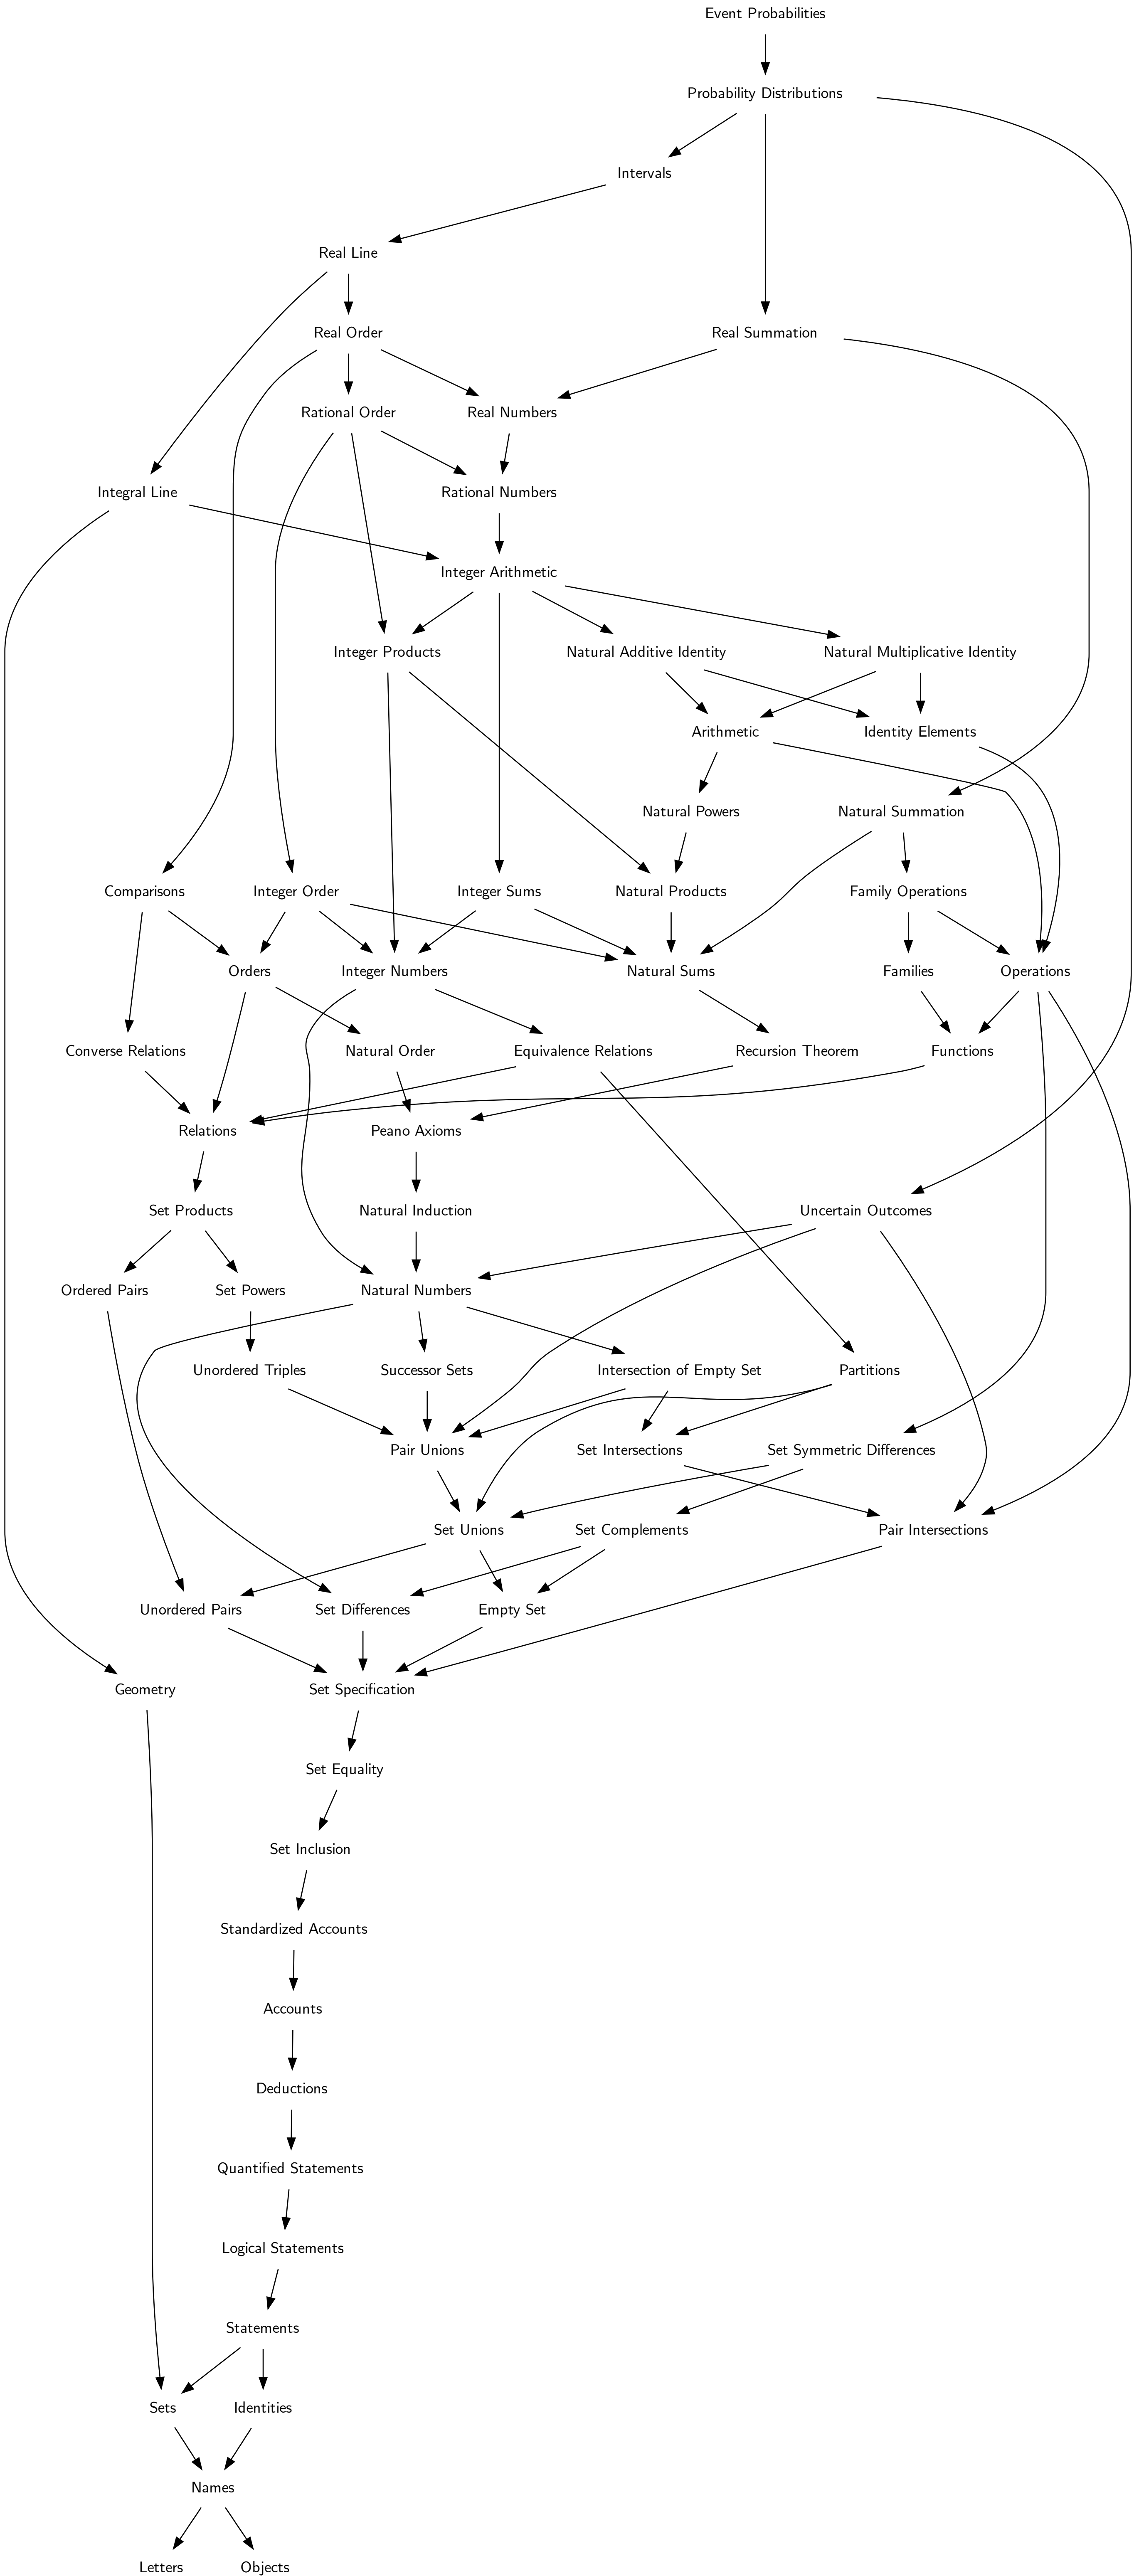 Event Probabilities
Probability Distributions
Intervals
Real Line
Real Order
Real Summation
Rational Order
Real Numbers
Integral Line
Rational Numbers
Integer Arithmetic
Integer Products
Natural Additive Identity
Natural Multiplicative Identity
Arithmetic
Identity Elements
Natural Powers
Natural Summation
Comparisons
Integer Order
Integer Sums
Natural Products
Family Operations
Orders
Integer Numbers
Natural Sums
Families
Operations
Converse Relations
Natural Order
Equivalence Relations
Recursion Theorem
Functions
Relations
Peano Axioms
Set Products
Natural Induction
Uncertain Outcomes
Ordered Pairs
Set Powers
Natural Numbers
Unordered Triples
Successor Sets
Intersection of Empty Set
Partitions
Pair Unions
Set Intersections
Set Symmetric Differences
Set Unions
Set Complements
Pair Intersections
Unordered Pairs
Set Differences
Empty Set
Geometry
Set Specification
Set Equality
Set Inclusion
Standardized Accounts
Accounts
Deductions
Quantified Statements
Logical Statements
Statements
Sets
Identities
Names
Letters
Objects